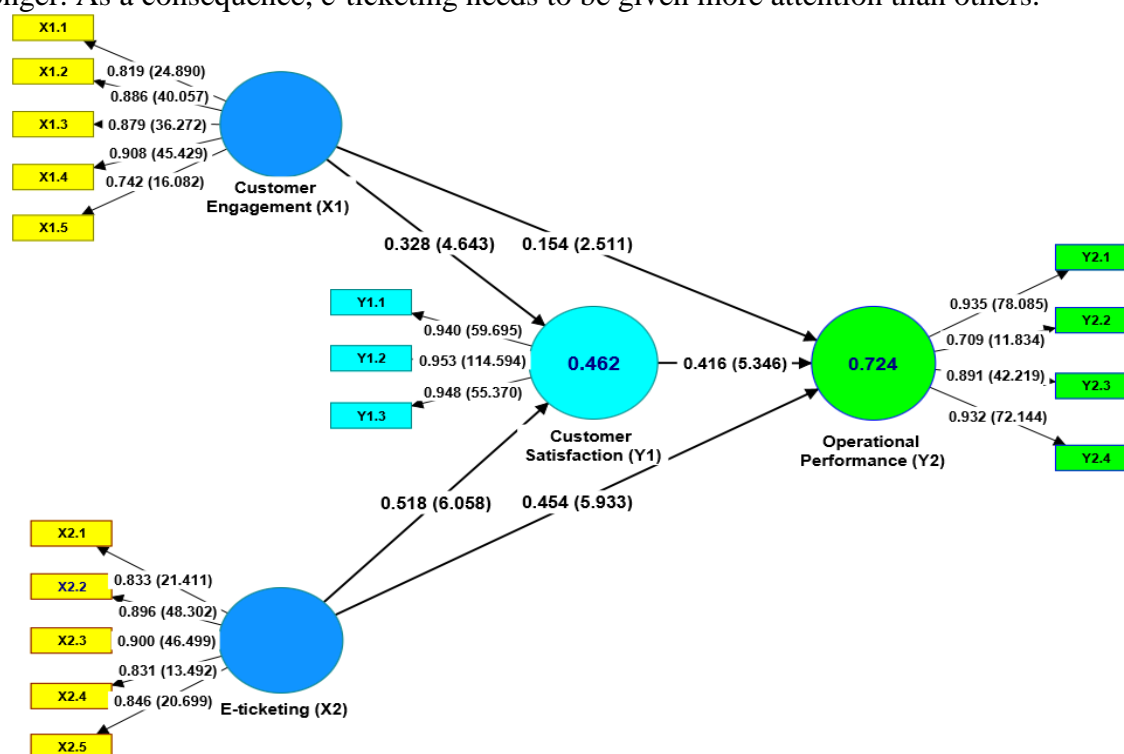 nger. As a consequence, e-ticketing needs to be given more attention than others.
X1.1
0.819 (24.890)
X1.2
0.886 (40.057)
X1.3
0.879 (36.272)
0.908 (45.429)
X1.4
0.742 (16.082)
X1.5
Customer
Engagement (X1)
0.328 (4.643)
0.154 (2.511)
Y1.1
0.940 (59.695)
Y1.2
0.953 (114.594)
0.948 (55.370)
Y1.3
0.462
Customer
Satisfaction (Y1)
0.416 (5.346)
0.724
Operational
Performance (Y2)
Y2.1
0.935 (78.085)
Y2.2
0.709 (11.834)
0.891 (42.219)
Y2.3
0.932 (72.144)
Y2.4
0.518 (6.058)
0.454 (5.933)
X2.1
0.833 (21.411)
X2.2
0.896 (48.302)
X2.3
0.900 (46.499)
0.831 (13.492)
X2.4
0.846 (20.699)
X2.5
E-ticketing (X2)